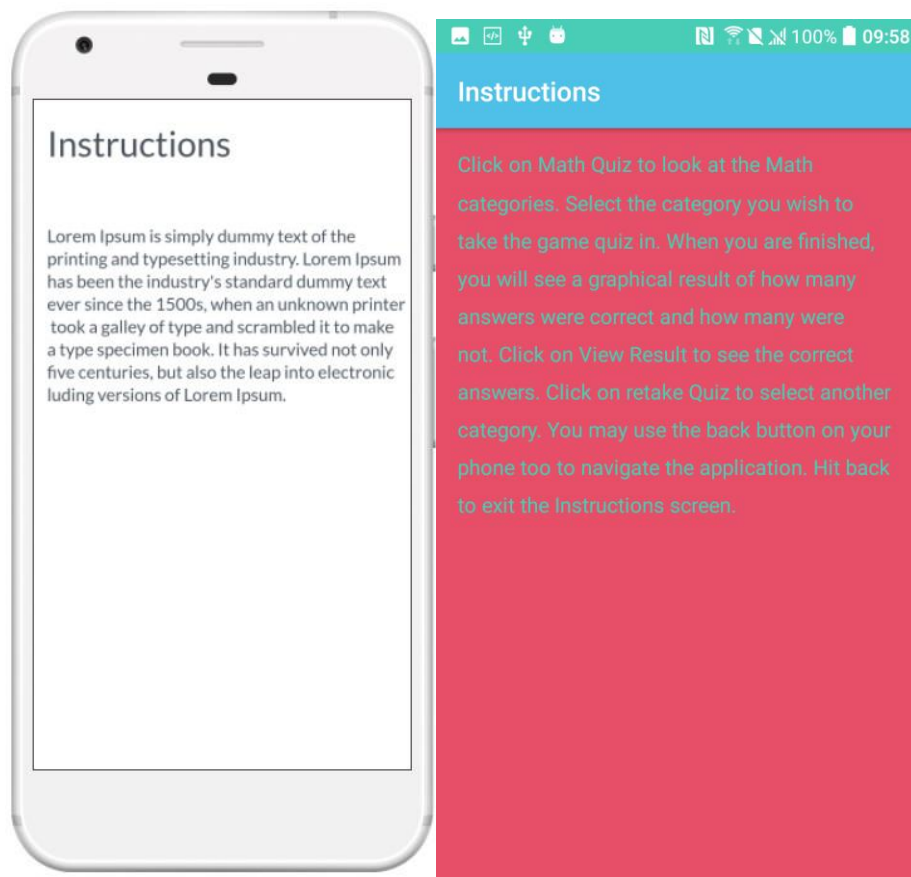 Instructions
Lorem Ipsum is simply dummy text of the
printing and typesetting industry. Lorem Ipsum
has been the industry's standard dummy text
ever since the 1500s, when an unknown printer
took a galley of type and scrambled it to make
a type specimen book. It has survived not only
five centuries, but also the leap into electronic
luding versions of Lorem Ipsum.
100% 09:58
Instructions
Click on Math Quiz to look at the Math
categories. Select the category you wish to
take the game quiz in. When you are finished,
you will see a graphical result of how many
answers were correct and how many were
not. Click on View Result to see the correct
answers. Click on retake Quiz to select another
category. You may use the back button on your
phone too to navigate the application. Hit back
to exit the Instructions screen.